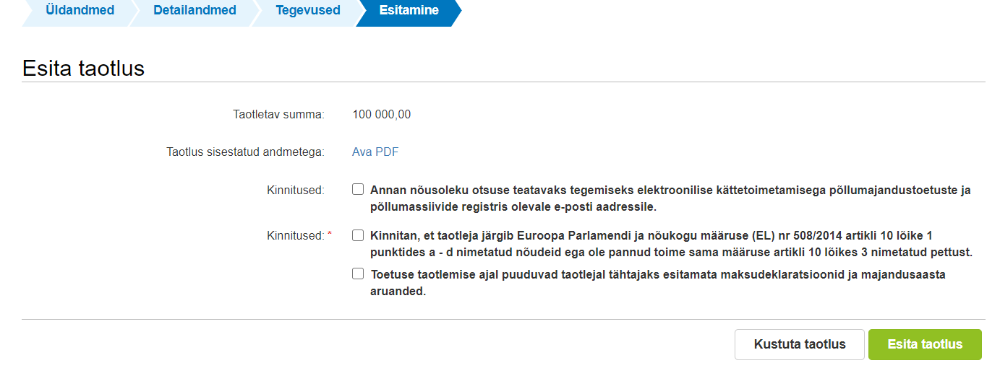 Üldandmed Detailandmed Tegevused Esitamine
Esita taotlus
Taotletav summa: 100 000,00
Taotlus sisestatud andmetega: Ava PDF
Kinnitused: Annan nõusoleku otsuse teatavaks tegemiseks elektroonilise kättetoimetamisega põllumajandustoetuste ja
põllumassiivide registris olevale e-posti aadressile.
Kinnitused: * Kinnitan, et taotleja järgib Euroopa Parlamendi ja nõukogu määruse (EL) nr 508/2014 artikli 10 lõike 1
punktides a - d nimetatud nõudeid ega ole pannud toime sama määruse artikli 10 lõikes 3 nimetatud pettust.
Toetuse taotlemise ajal puuduvad taotlejal tähtajaks esitamata maksudeklaratsioonid ja majandusaasta
aruanded.
Kustuta taotlus Esita taotlus